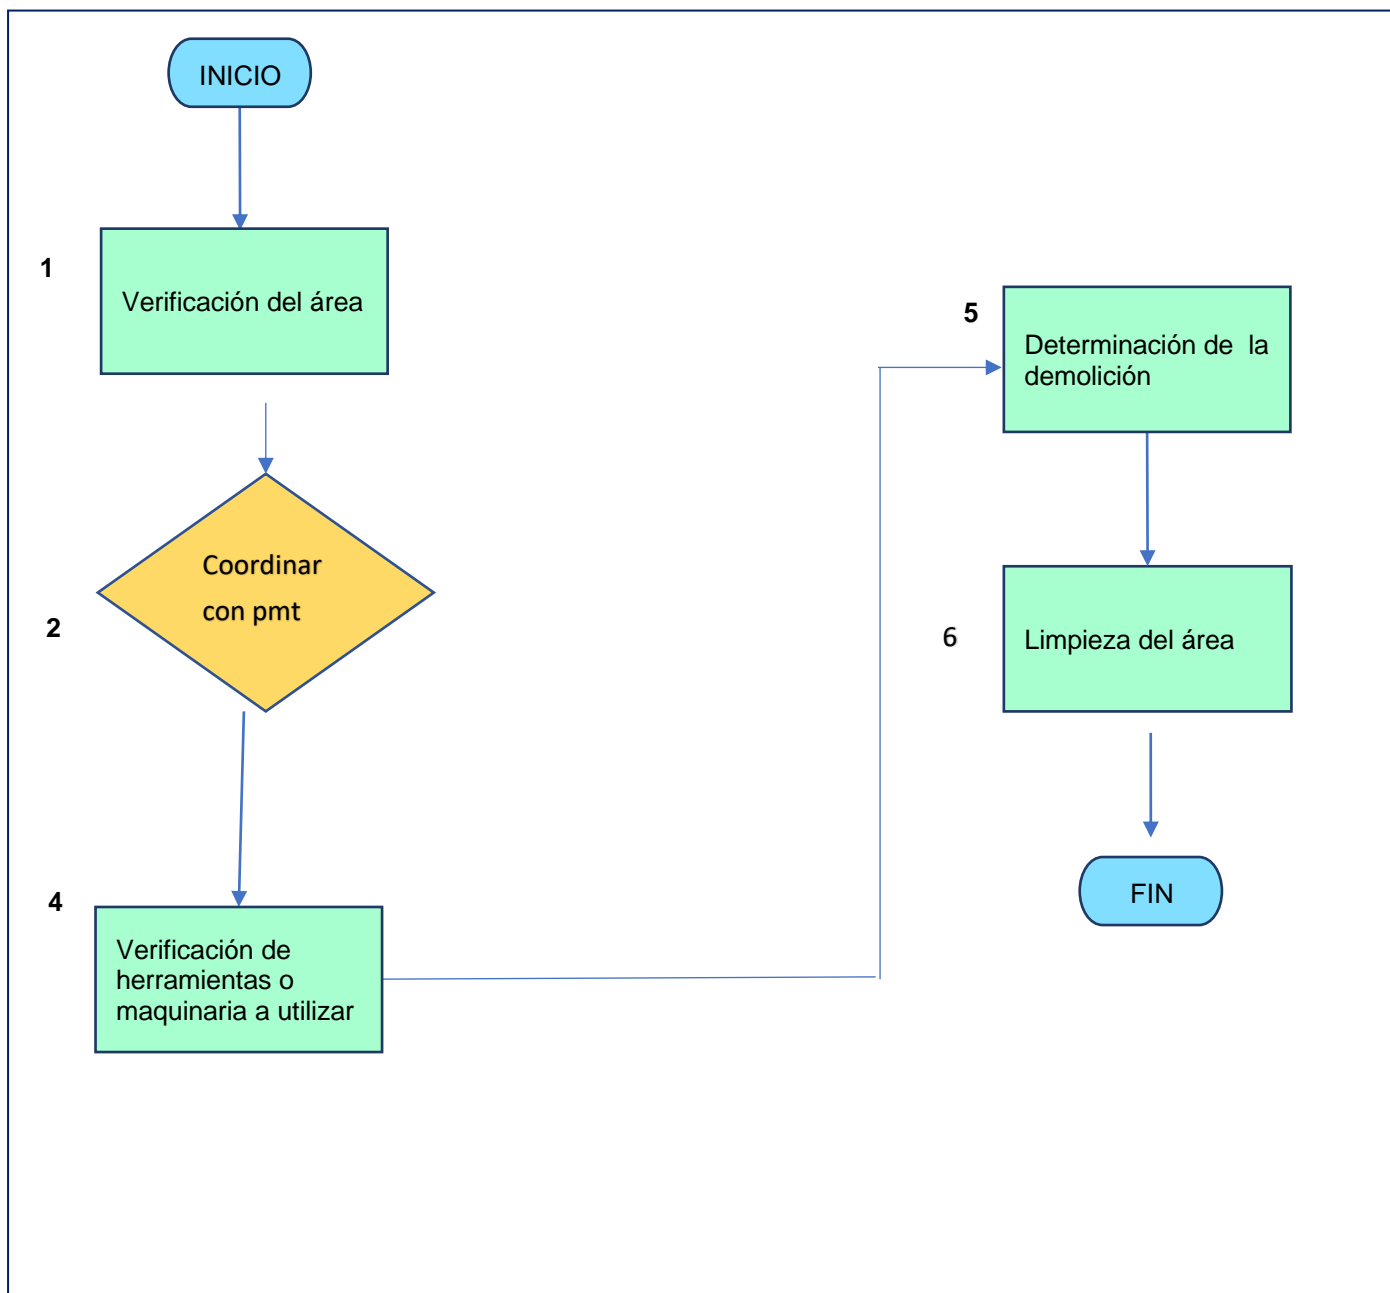 INICIO
1
Verificación del área
Coordinar
con pmt
2
4
Verificación de
herramientas o
maquinaria a utilizar
5
Determinación de  la
demolición
6
Limpieza del área
FIN